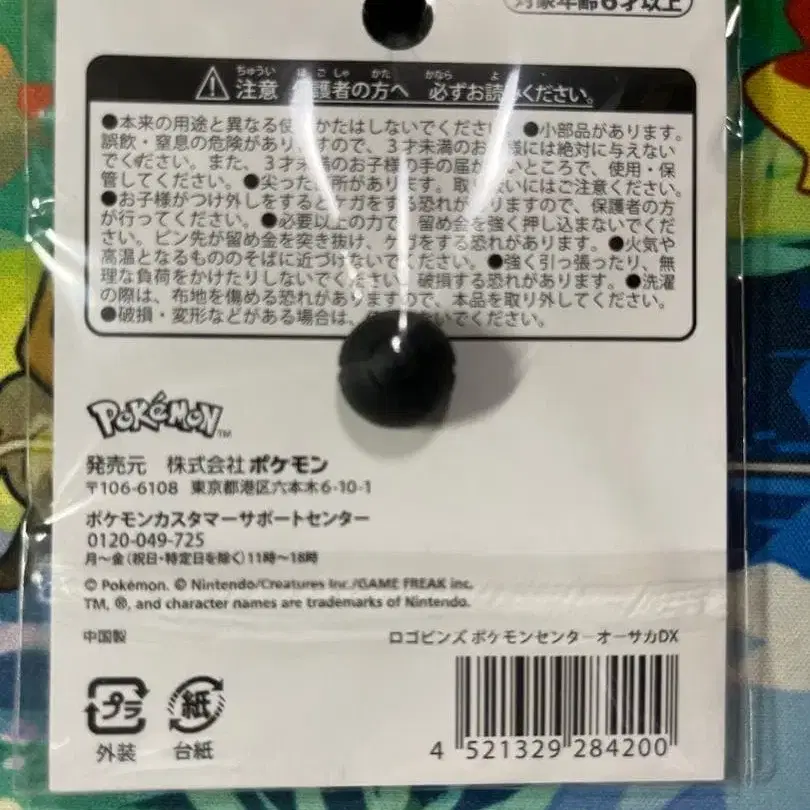 対象年齢6才以上
注意 護者の方へ 必ずお読 ください。
ちゅうい ほ ご しゃ かた かなら よ
●本来の用途と異なる使 かたはしないでください。●小部品があります。
誤飲・窒息の危険がありますので、3才未満のお 様には絶対に与えない
でください。また、3才未満のお子様の手の届 ないところで、使用・保
管してください。●尖った 所があります。取り扱いにはご注意ください。
●お子様がつけ外しをするとケガをする恐れがありますので、保護者の方
が行ってください。●必要以上の力で、留め金を強く押し込まないでくだ
さい。ピン先が留め金を突き抜け、ケガをする恐れがあります。●火気や
高温となるもののそばに近づけないでください。●強く引っ張ったり、無
理な負荷をかけたりしないでください。破損する恐れがあります。●洗濯
の際は、布地を傷める恐れがありますので、本品を取り外してください。
●破損・変形などがある場合は、 ないでください。
POKéMON TM
発売元 株式会社ポケモン
〒106-6108 東京都港区六本木6-10-1
ポケモンカスタマーサポートセンター
0120-049-725
月～金(祝日・特定日を除く)11時～18時
© Pokémon. © Nintendo/Creatures Inc./GAME FREAK inc.
TM, ®, and character names are trademarks of Nintendo.
中国製 ロゴピンズ ポケモンセンターオーサカDX
プラ 紙
外装 台紙
4 521329 284200